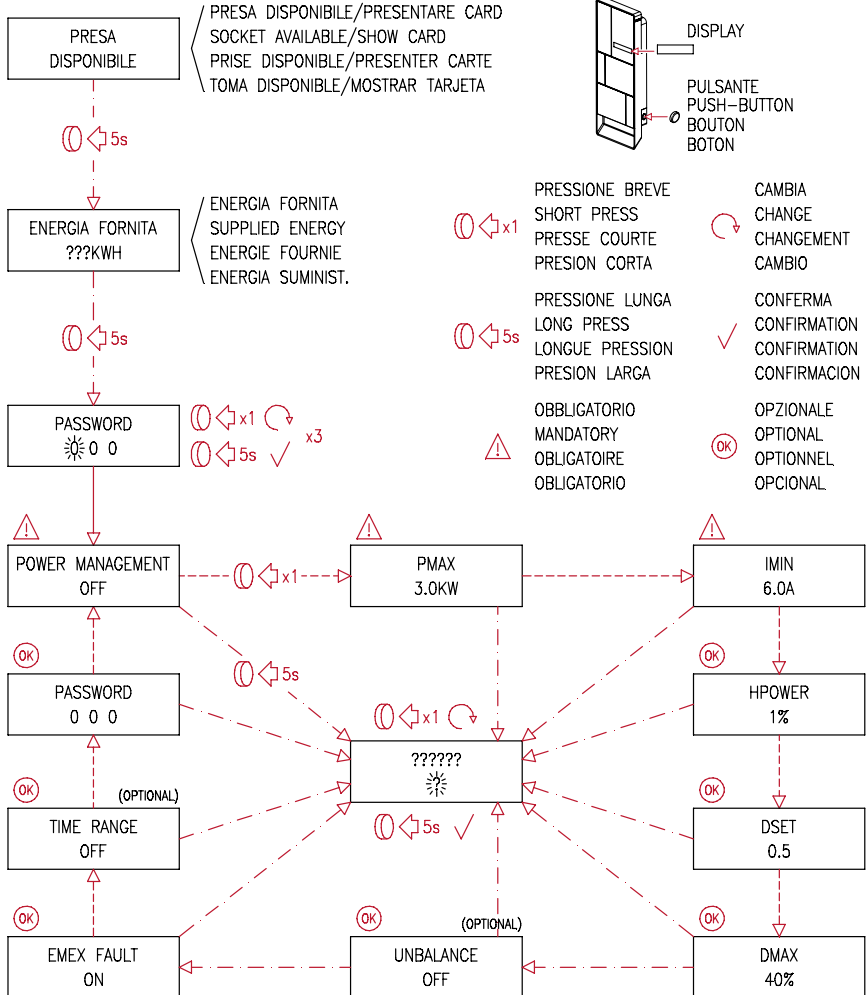 PRESA
DISPONIBILE
PRESA DISPONIBILE/PRESENTARE CARD
SOCKET AVAILABLE/SHOW CARD
PRISE DISPONIBLE/PRESENTER CARTE
TOMA DISPONIBLE/MOSTRAR TARJETA
DISPLAY
PULSANTE
PUSH-BUTTON
BOUTON
BOTON
5s
ENERGIA FORNITA
???KWH
ENERGIA FORNITA
SUPPLIED ENERGY
ENERGIE FOURNIE
ENERGIA SUMINIST.
x1
PRESSIONE BREVE
SHORT PRESS
PRESSE COURTE
PRESION CORTA
CAMBIA
CHANGE
CHANGEMENT
CAMBIO
5s
5s
PRESSIONE LUNGA
LONG PRESS
LONGUE PRESSION
PRESION LARGA
CONFERMA
CONFIRMATION
CONFIRMATION
CONFIRMACION
PASSWORD
0 0 0
x1
5s
x3
!
OBBLIGATORIO
MANDATORY
OBLIGATOIRE
OBLIGATORIO
OK
OPZIONALE
OPTIONAL
OPTIONNEL
OPCIONAL
!
POWER MANAGEMENT
OFF
x1
!
PMAX
3.0KW
!
IMIN
6.0A
OK
PASSWORD
0 0 0
5s
OK
HPOWER
1%
x1
??????
?
5s
OK
(OPTIONAL)
TIME RANGE
OFF
OK
DSET
0.5
OK
EMEX FAULT
ON
OK
(OPTIONAL)
UNBALANCE
OFF
OK
DMAX
40%